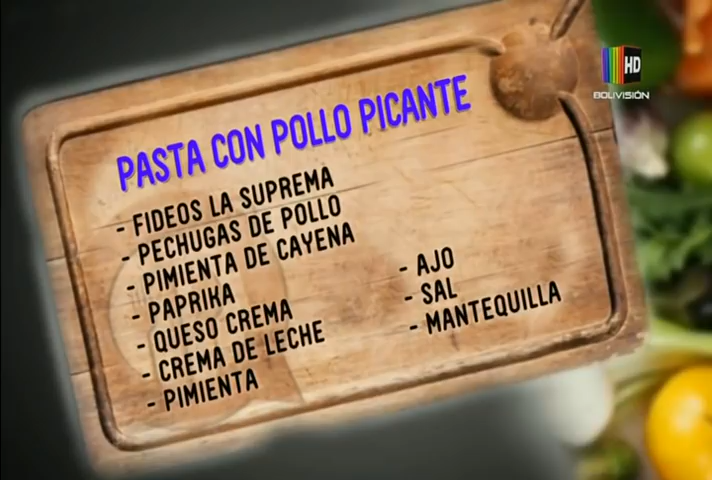 HD
BOLIVISIÓN
PASTA CON POLLO PICANTE
- FIDEOS LA SUPREMA
- PECHUGAS DE POLLO
- PIMIENTA DE CAYENA
- PAPRIKA
- QUESO CREMA
- CREMA DE LECHE
- PIMIENTA
- AJO
- SAL
- MANTEQUILLA